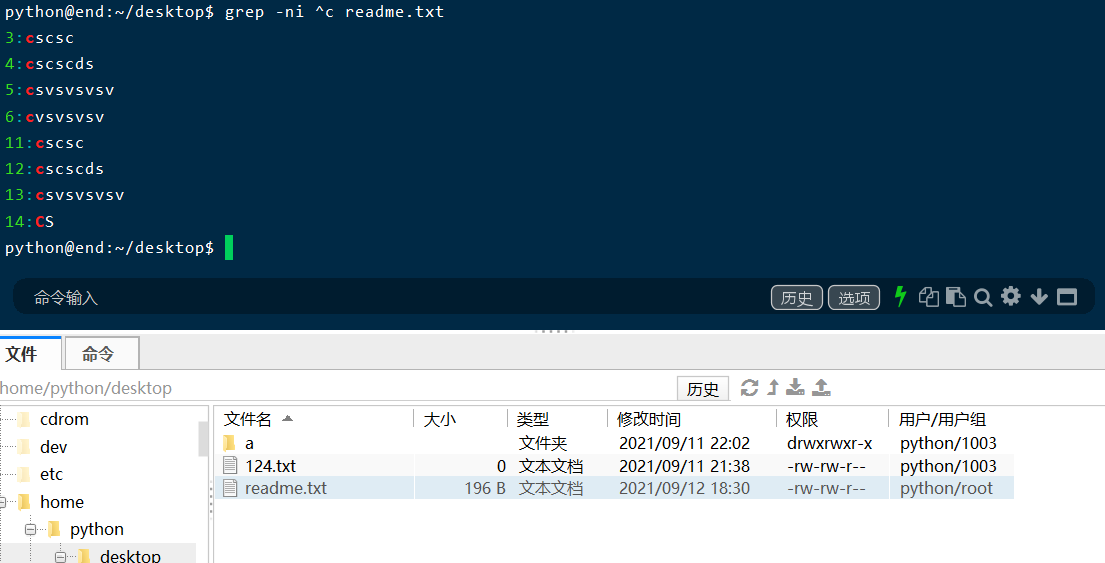 python@end:~/desktop$ grep -ni ^c readme.txt
3:cscsc
4:cscscds
5:csvsvsvsv
6:cvsvsvsv
11:cscsc
12:cscscds
13:csvsvsvsv
14:CS
python@end:~/desktop$
命令输入 历史 选项
文件 命令
home/python/desktop 历史
cdrom
dev
etc
home
python
desktop
文件名 大小 类型 修改时间 权限 用户/用户组
a 文件夹 2021/09/11 22:02 drwxrwxr-x python/1003
124.txt 0 文本文档 2021/09/11 21:38 -rw-rw-r-- python/1003
readme.txt 196 B 文本文档 2021/09/12 18:30 -rw-rw-r-- python/root